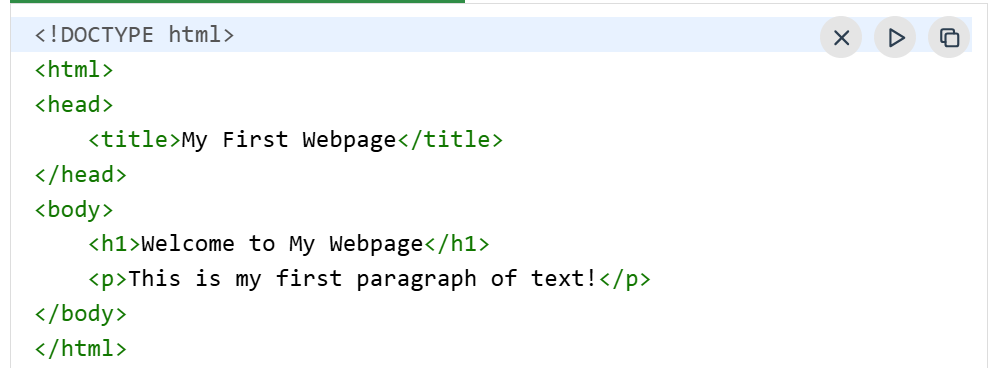 <!DOCTYPE html>
<html>
<head>
    <title>My First Webpage</title>
</head>
<body>
    <h1>Welcome to My Webpage</h1>
    <p>This is my first paragraph of text!</p>
</body>
</html>